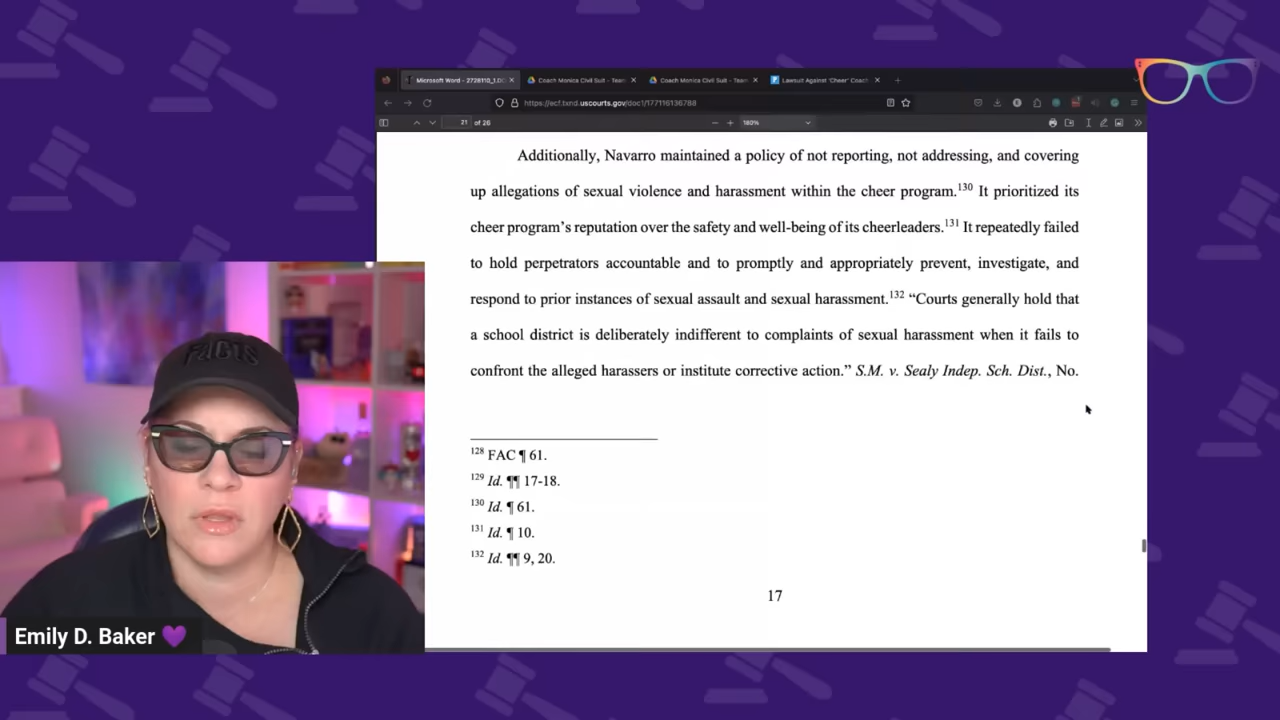 Microsoft Word - 2728110_1.DO
Coach Monica Civil Suit - Team
Coach Monica Civil Suit - Team
Lawsuit Against 'Cheer' Coach
https://ecf.txnd.uscourts.gov/doc1/177116136788
21 of 26
180%
Additionally, Navarro maintained a policy of not reporting, not addressing, and covering
up allegations of sexual violence and harassment within the cheer program.130 It prioritized its
cheer program's reputation over the safety and well-being of its cheerleaders.131 It repeatedly failed
to hold perpetrators accountable and to promptly and appropriately prevent, investigate, and
respond to prior instances of sexual assault and sexual harassment.132 “Courts generally hold that
a school district is deliberately indifferent to complaints of sexual harassment when it fails to
confront the alleged harassers or institute corrective action.” S.M. v. Sealy Indep. Sch. Dist., No.
128 FAC ¶ 61.
129 Id. ¶¶ 17-18.
130 Id. ¶ 61.
131 Id. ¶ 10.
132 Id. ¶¶ 9, 20.
17
FACTS
Emily D. Baker 💜